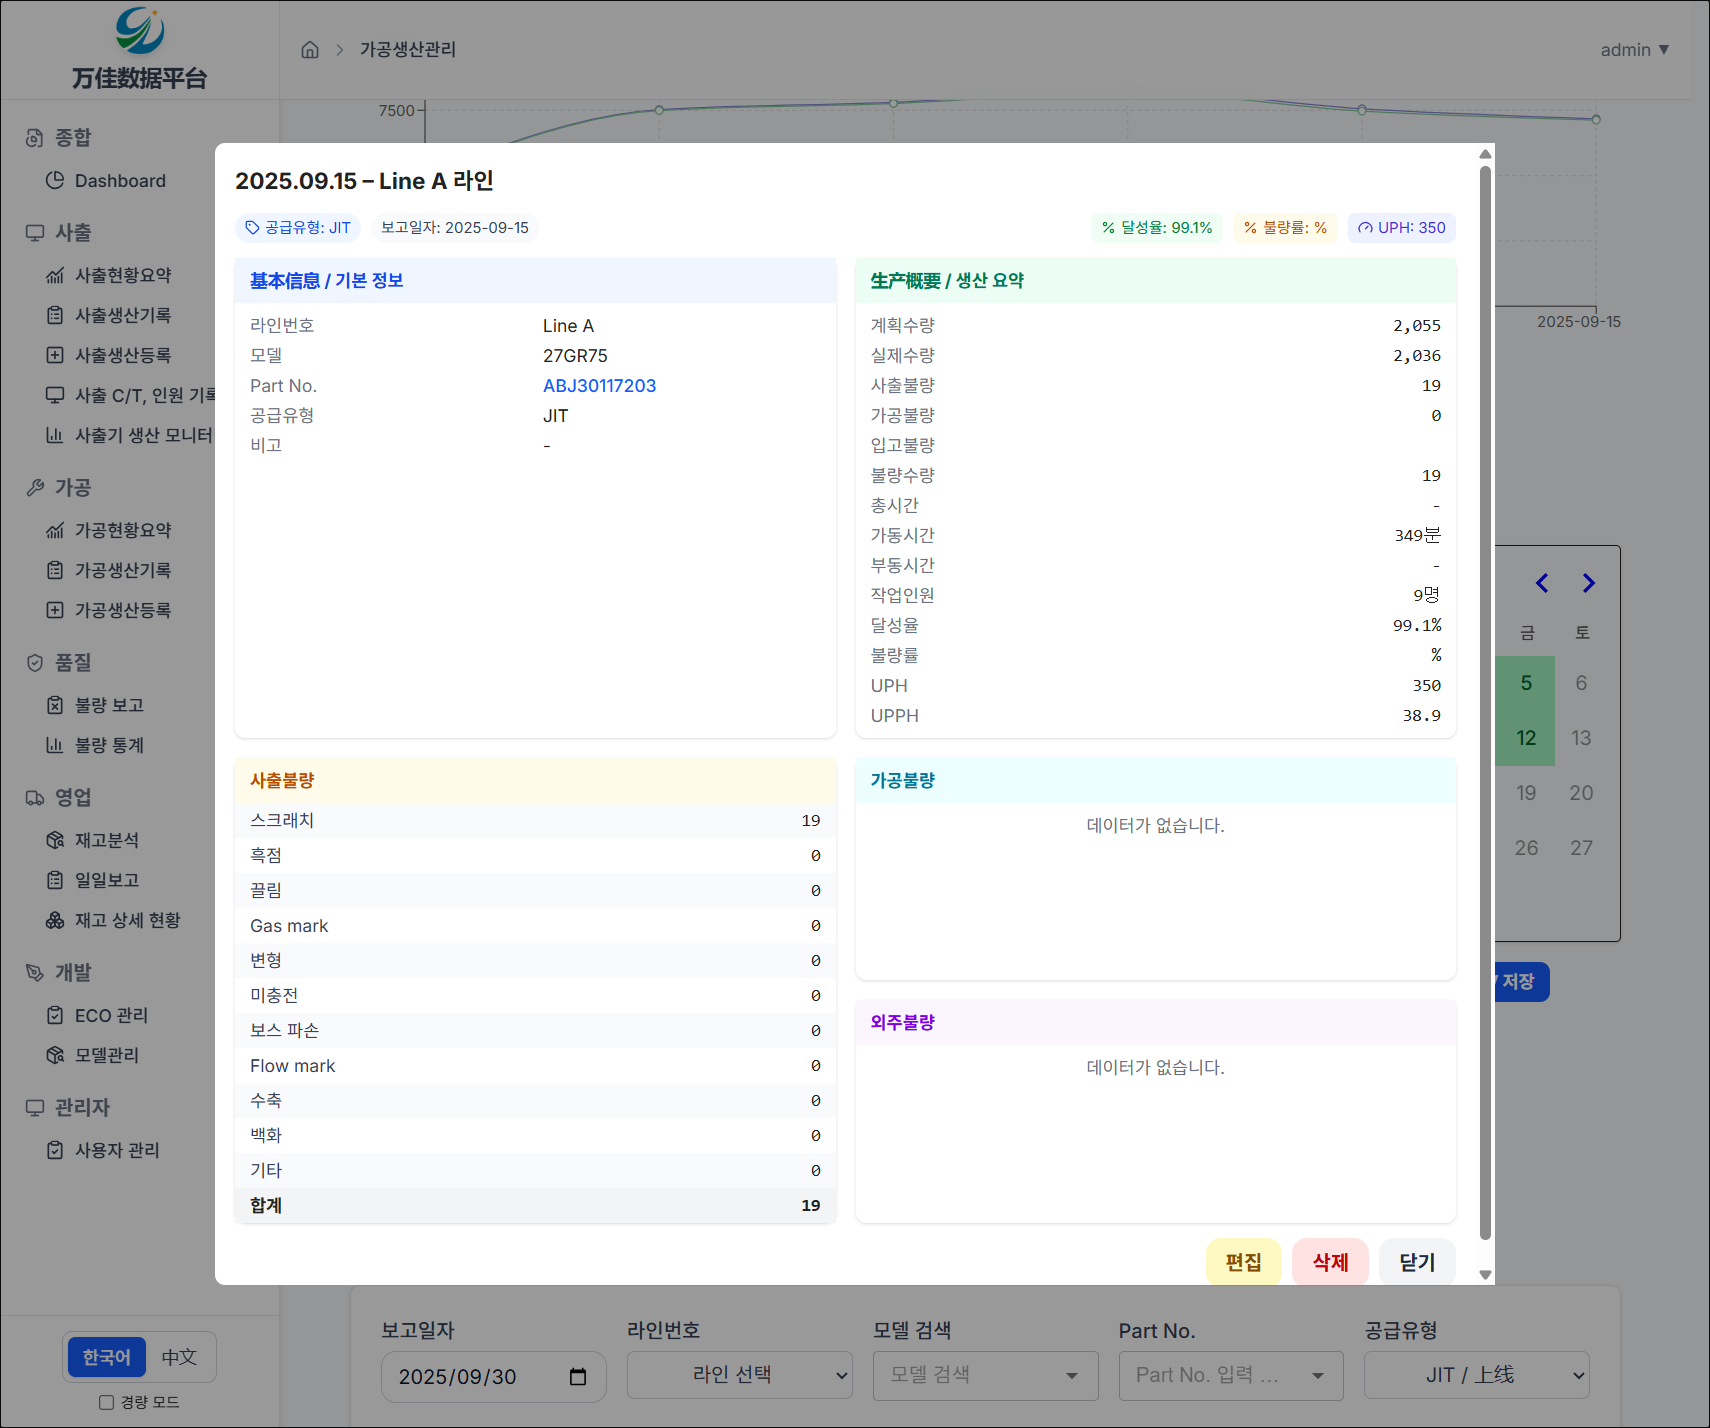 万佳数据平台
가공생산관리
admin ▼
종합
Dashboard
사출
사출현황요약
사출생산기록
사출생산등록
사출 C/T, 인원 기록
사출기 생산 모니터
가공
가공현황요약
가공생산기록
가공생산등록
품질
불량 보고
불량 통계
영업
재고분석
일일보고
재고 상세 현황
개발
ECO 관리
모델관리
관리자
사용자 관리
한국어 中文
경량 모드
7500
2025-09-15
2025.09.15 – Line A 라인
공급유형: JIT
보고일자: 2025-09-15
% 달성율: 99.1%
% 불량률: %
UPH: 350
基本信息 / 기본 정보
라인번호 Line A
모델 27GR75
Part No. ABJ30117203
공급유형 JIT
비고 -
生产概要 / 생산 요약
계획수량 2,055
실제수량 2,036
사출불량 19
가공불량 0
입고불량
불량수량 19
총시간 -
가동시간 349분
부동시간 -
작업인원 9명
달성율 99.1%
불량률 %
UPH 350
UPPH 38.9
사출불량
스크래치 19
흑점 0
끌림 0
Gas mark 0
변형 0
미충전 0
보스 파손 0
Flow mark 0
수축 0
백화 0
기타 0
합계 19
가공불량
데이터가 없습니다.
외주불량
데이터가 없습니다.
편집 삭제 닫기
금 토
5 6
12 13
19 20
26 27
/ 저장
보고일자
2025/09/30
라인번호
라인 선택
모델 검색
모델 검색
Part No.
Part No. 입력 ...
공급유형
JIT / 上线